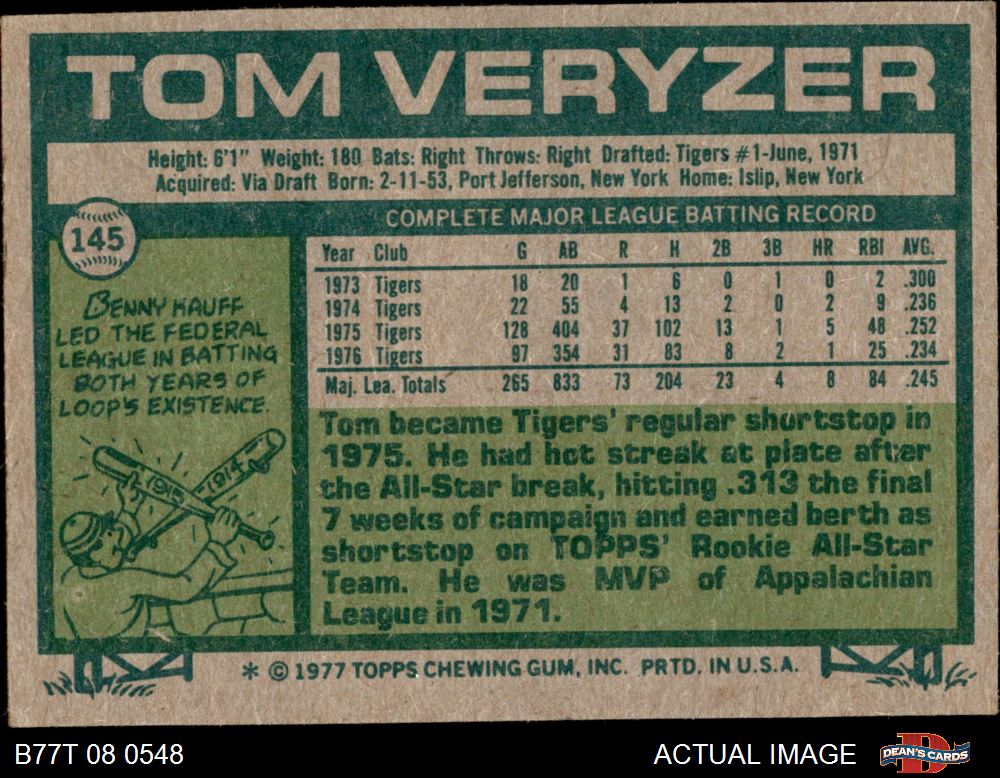 TOM VERYZER
Height: 6'1" Weight: 180 Bats: Right Throws: Right Drafted: Tigers #1-June, 1971
Acquired: Via Draft Born: 2-11-53, Port Jefferson, New York Home: Islip, New York
145
COMPLETE MAJOR LEAGUE BATTING RECORD
Year Club G AB R H 2B 3B HR RBI AVG.
1973 Tigers 18 20 1 6 0 1 0 2 .300
1974 Tigers 22 55 4 13 2 0 2 9 .236
1975 Tigers 128 404 37 102 13 1 5 48 .252
1976 Tigers 97 354 31 83 8 2 1 25 .234
Maj. Lea. Totals 265 833 73 204 23 4 8 84 .245
BENNY KAUFF
LED THE FEDERAL
LEAGUE IN BATTING
BOTH YEARS OF
LOOP'S EXISTENCE.
1915 1914
Tom became Tigers' regular shortstop in
1975. He had hot streak at plate after
the All-Star break, hitting .313 the final
7 weeks of campaign and earned berth as
shortstop on TOPPS' Rookie All-Star
Team. He was MVP of Appalachian
League in 1971.
* © 1977 TOPPS CHEWING GUM, INC. PRTD. IN U.S.A.
B77T 08 0548
ACTUAL IMAGE
D
DEAN'S CARDS